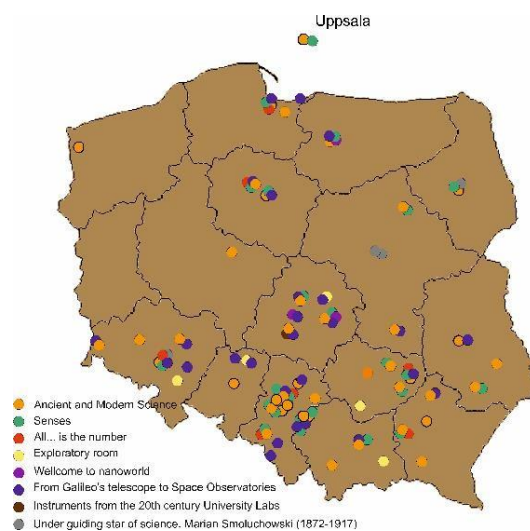 Uppsala
Ancient and Modern Science
Senses
All... is the number
Exploratory room
Wellcome to nanoworld
From Galileo's telescope to Space Observatories
Instruments from the 20th century University Labs
Under guiding star of science. Marian Smoluchowski (1872-1917)